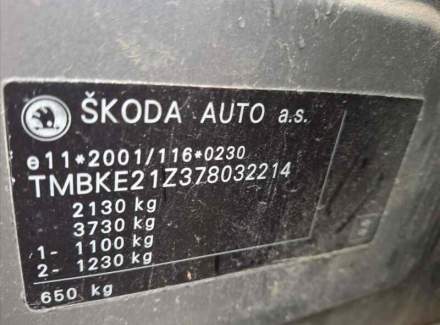 ŠKODA AUTO a.s.
e11*2001/116*0230
TMBKE21Z378032214
2130 kg
3730 kg
1- 1100 kg
2- 1230 kg
650 kg